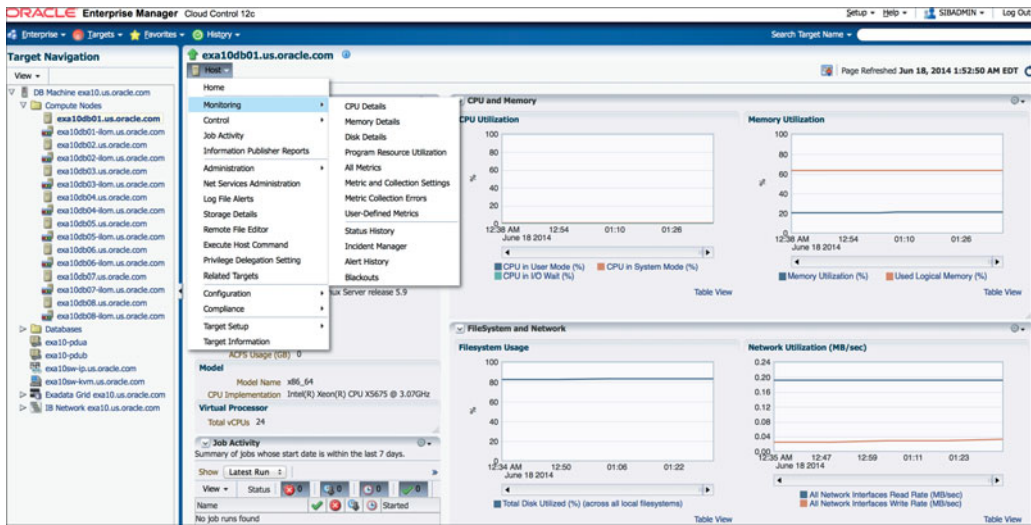 ORACLE Enterprise Manager Cloud Control 12c
Setup Help SIBADMIN Log Out
Enterprise Targets Favorites History
Search Target Name
Target Navigation
View
DB Machine exa10.us.oracle.com
Compute Nodes
exa10db01.us.oracle.com
exa10db01-ilom.us.oracle.com
exa10db02.us.oracle.com
exa10db02-ilom.us.oracle.com
exa10db03.us.oracle.com
exa10db03-ilom.us.oracle.com
exa10db04.us.oracle.com
exa10db04-ilom.us.oracle.com
exa10db05.us.oracle.com
exa10db05-ilom.us.oracle.com
exa10db06.us.oracle.com
exa10db06-ilom.us.oracle.com
exa10db07.us.oracle.com
exa10db07-ilom.us.oracle.com
exa10db08.us.oracle.com
exa10db08-ilom.us.oracle.com
Databases
exa10-pdua
exa10-pdub
exa10sw-ip.us.oracle.com
exa10sw-kvm.us.oracle.com
Exadata Grid exa10.us.oracle.com
IB Network exa10.us.oracle.com
exa10db01.us.oracle.com
Host
Page Refreshed Jun 18, 2014 1:52:50 AM EDT
Home
Monitoring
Control
Job Activity
Information Publisher Reports
Administration
Net Services Administration
Log File Alerts
Storage Details
Remote File Editor
Execute Host Command
Privilege Delegation Setting
Related Targets
Configuration
Compliance
Target Setup
Target Information
CPU Details
Memory Details
Disk Details
Program Resource Utilization
All Metrics
Metric and Collection Settings
Metric Collection Errors
User-Defined Metrics
Status History
Incident Manager
Alert History
Blackouts
Server release 5.9
ACFS Usage (GB) 0
Model
Model Name x86_64
CPU Implementation Intel(R) Xeon(R) CPU X5675 @ 3.07GHz
Virtual Processor
Total vCPUs 24
Job Activity
Summary of jobs whose start date is within the last 7 days.
Show Latest Run
View Status 0 0 0 0
Name Started
No job runs found
CPU and Memory
CPU Utilization
100
80
60
%
40
20
0
12:38 AM 12:54 01:10 01:26
June 18 2014
CPU in User Mode (%) CPU in System Mode (%)
CPU in I/O Wait (%)
Table View
Memory Utilization
100
80
60
%
40
20
0
12:38 AM 12:54 01:10 01:26
June 18 2014
Memory Utilization (%) Used Logical Memory (%)
Table View
FileSystem and Network
Filesystem Usage
100
80
60
%
40
20
0
12:34 AM 12:50 01:06 01:22
June 18 2014
Total Disk Utilized (%) (across all local filesystems)
Table View
Network Utilization (MB/sec)
0.24
0.20
0.16
0.12
0.08
0.04
0.00
12:35 AM 12:47 12:59 01:11 01:23
June 18 2014
All Network Interfaces Read Rate (MB/sec)
All Network Interfaces Write Rate (MB/sec)
Table View